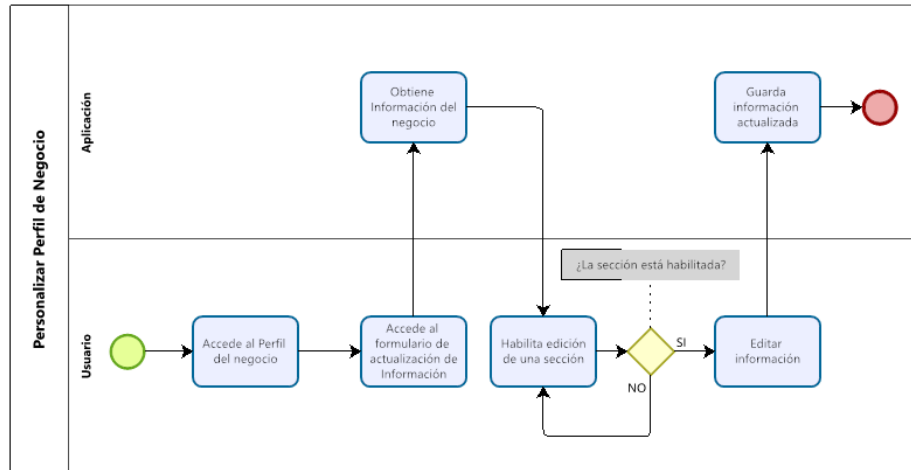 Personalizar Perfil de Negocio
Aplicación
Obtiene
Información del
negocio
Guarda
información
actualizada
Usuario
¿La sección está habilitada?
Accede al Perfil
del negocio
Accede al
formulario de
actualización de
Información
Habilita edición
de una sección
SI
NO
Editar
información